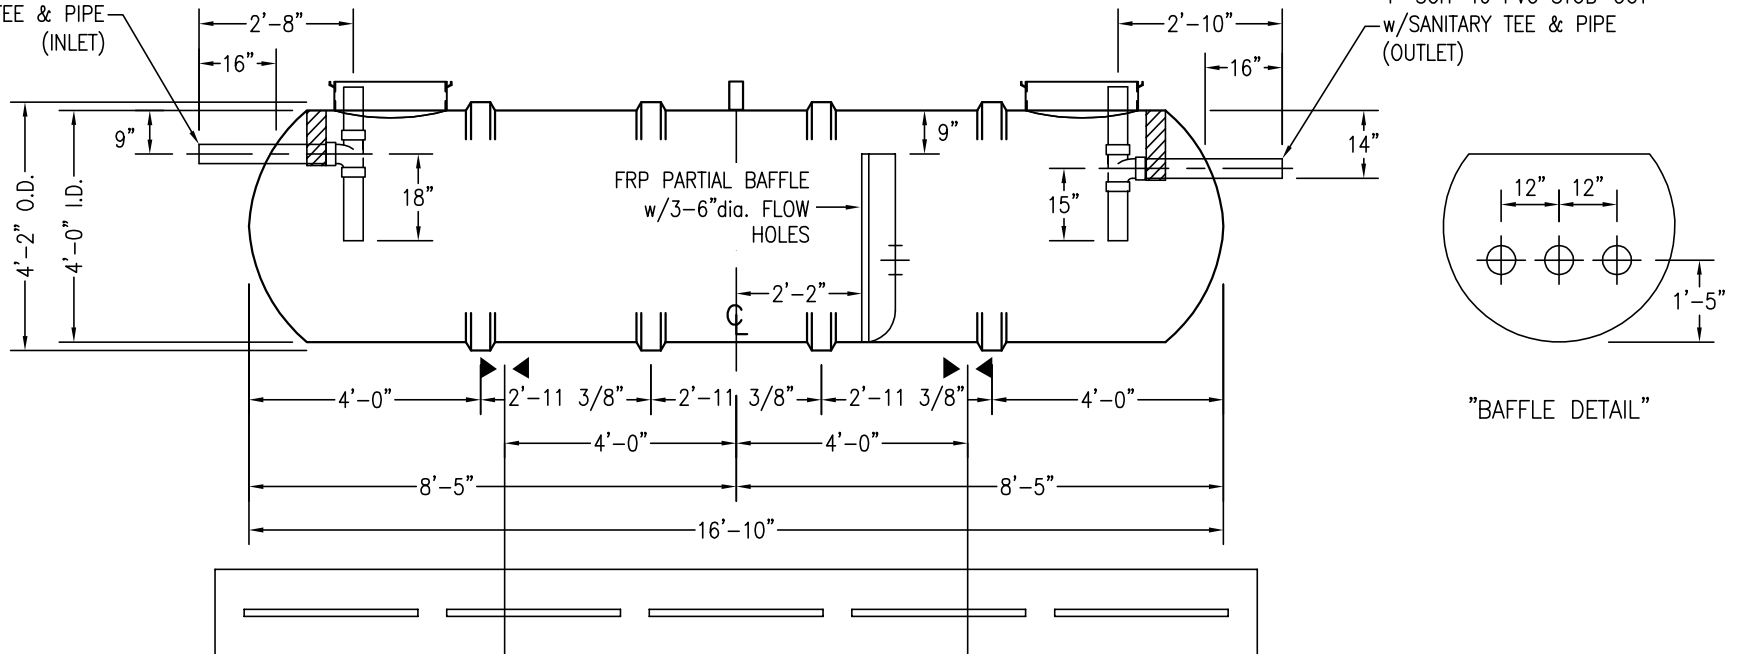 TEE & PIPE
(INLET)
2'-8"
16"
2'-10"
16"
w/SANITARY TEE & PIPE
(OUTLET)
9"
4'-2" O.D.
4'-0" I.D.
18"
FRP PARTIAL BAFFLE
w/3-6"dia. FLOW
HOLES
9"
15"
14"
2'-2"
CL
12" 12"
1'-5"
"BAFFLE DETAIL"
4'-0" 2'-11 3/8" 2'-11 3/8" 2'-11 3/8" 4'-0"
4'-0" 4'-0"
8'-5" 8'-5"
16'-10"